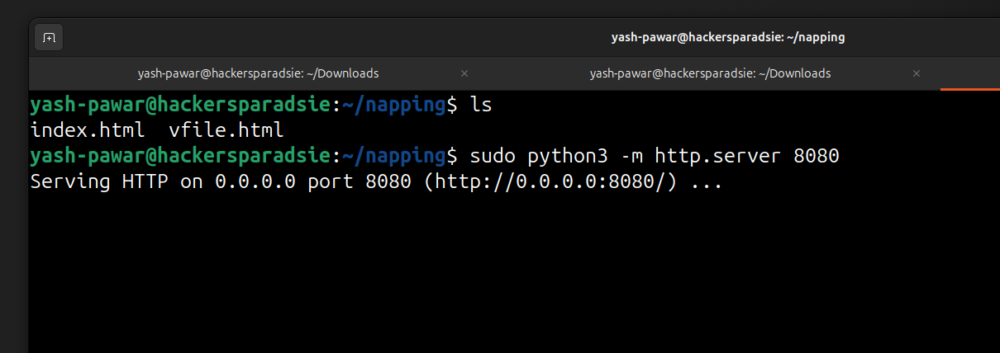 yash-pawar@hackersparadsie: ~/napping
yash-pawar@hackersparadsie: ~/Downloads × yash-pawar@hackersparadsie: ~/Downloads ×
yash-pawar@hackersparadsie:~/napping$ ls
index.html  vfile.html
yash-pawar@hackersparadsie:~/napping$ sudo python3 -m http.server 8080
Serving HTTP on 0.0.0.0 port 8080 (http://0.0.0.0:8080/) ...